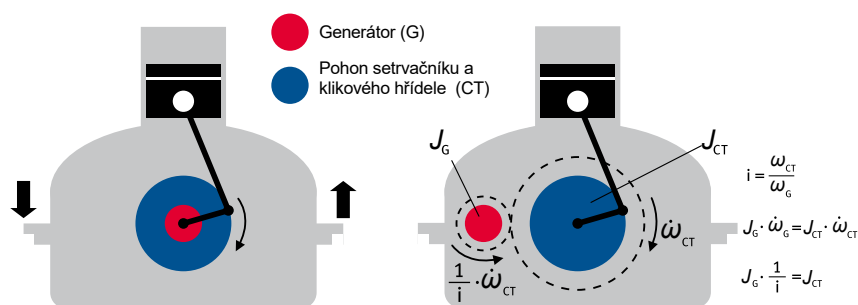 Generátor (G)
Pohon setrvačníku a
klikového hřídele (CT)
J_G
J_CT
i = ω_CT / ω_G
ω̇_CT
J_G · ω̇_G = J_CT · ω̇_CT
1/i · ω̇_CT
J_G · 1/i = J_CT